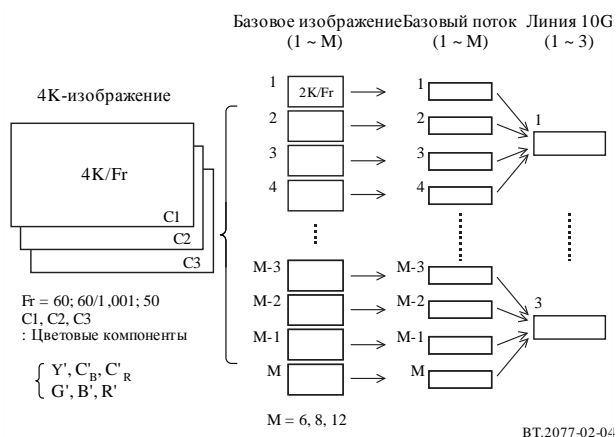 Базовое изображение Базовый поток Линия 10G
(1 ~ M) (1 ~ M) (1 ~ 3)
4K-изображение
4K/Fr
C1
C2
C3
Fr = 60; 60/1,001; 50
C1, C2, C3
: Цветовые компоненты
Y', C'B, C'R
G', B', R'
1 2K/Fr
2
3
4
M-3
M-2
M-1
M
M = 6, 8, 12
1
2
3
4
M-3
M-2
M-1
M
1
3
BT.2077-02-04